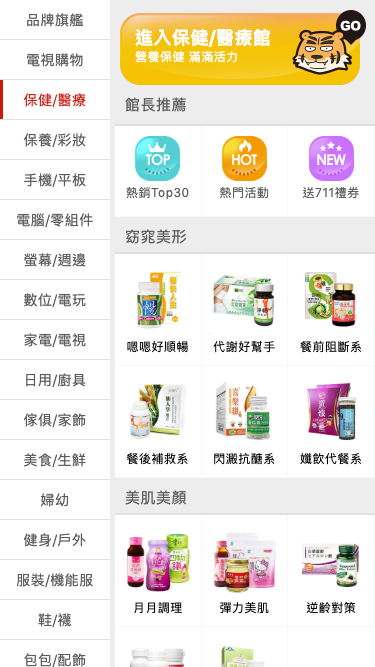 品牌旗艦
電視購物
保健/醫療
保養/彩妝
手機/平板
電腦/零組件
螢幕/週邊
數位/電玩
家電/電視
日用/廚具
傢俱/家飾
美食/生鮮
婦幼
健身/戶外
服裝/機能服
鞋/襪
包包/配飾
進入保健/醫療館
營養保健 滿滿活力
GO
館長推薦
TOP
HOT
NEW
熱銷Top30
熱門活動
送711禮券
窈窕美形
嗯嗯好順暢
代謝好幫手
餐前阻斷系
餐後補救系
閃澱抗醣系
孅飲代餐系
美肌美顏
月月調理
彈力美肌
逆齡對策